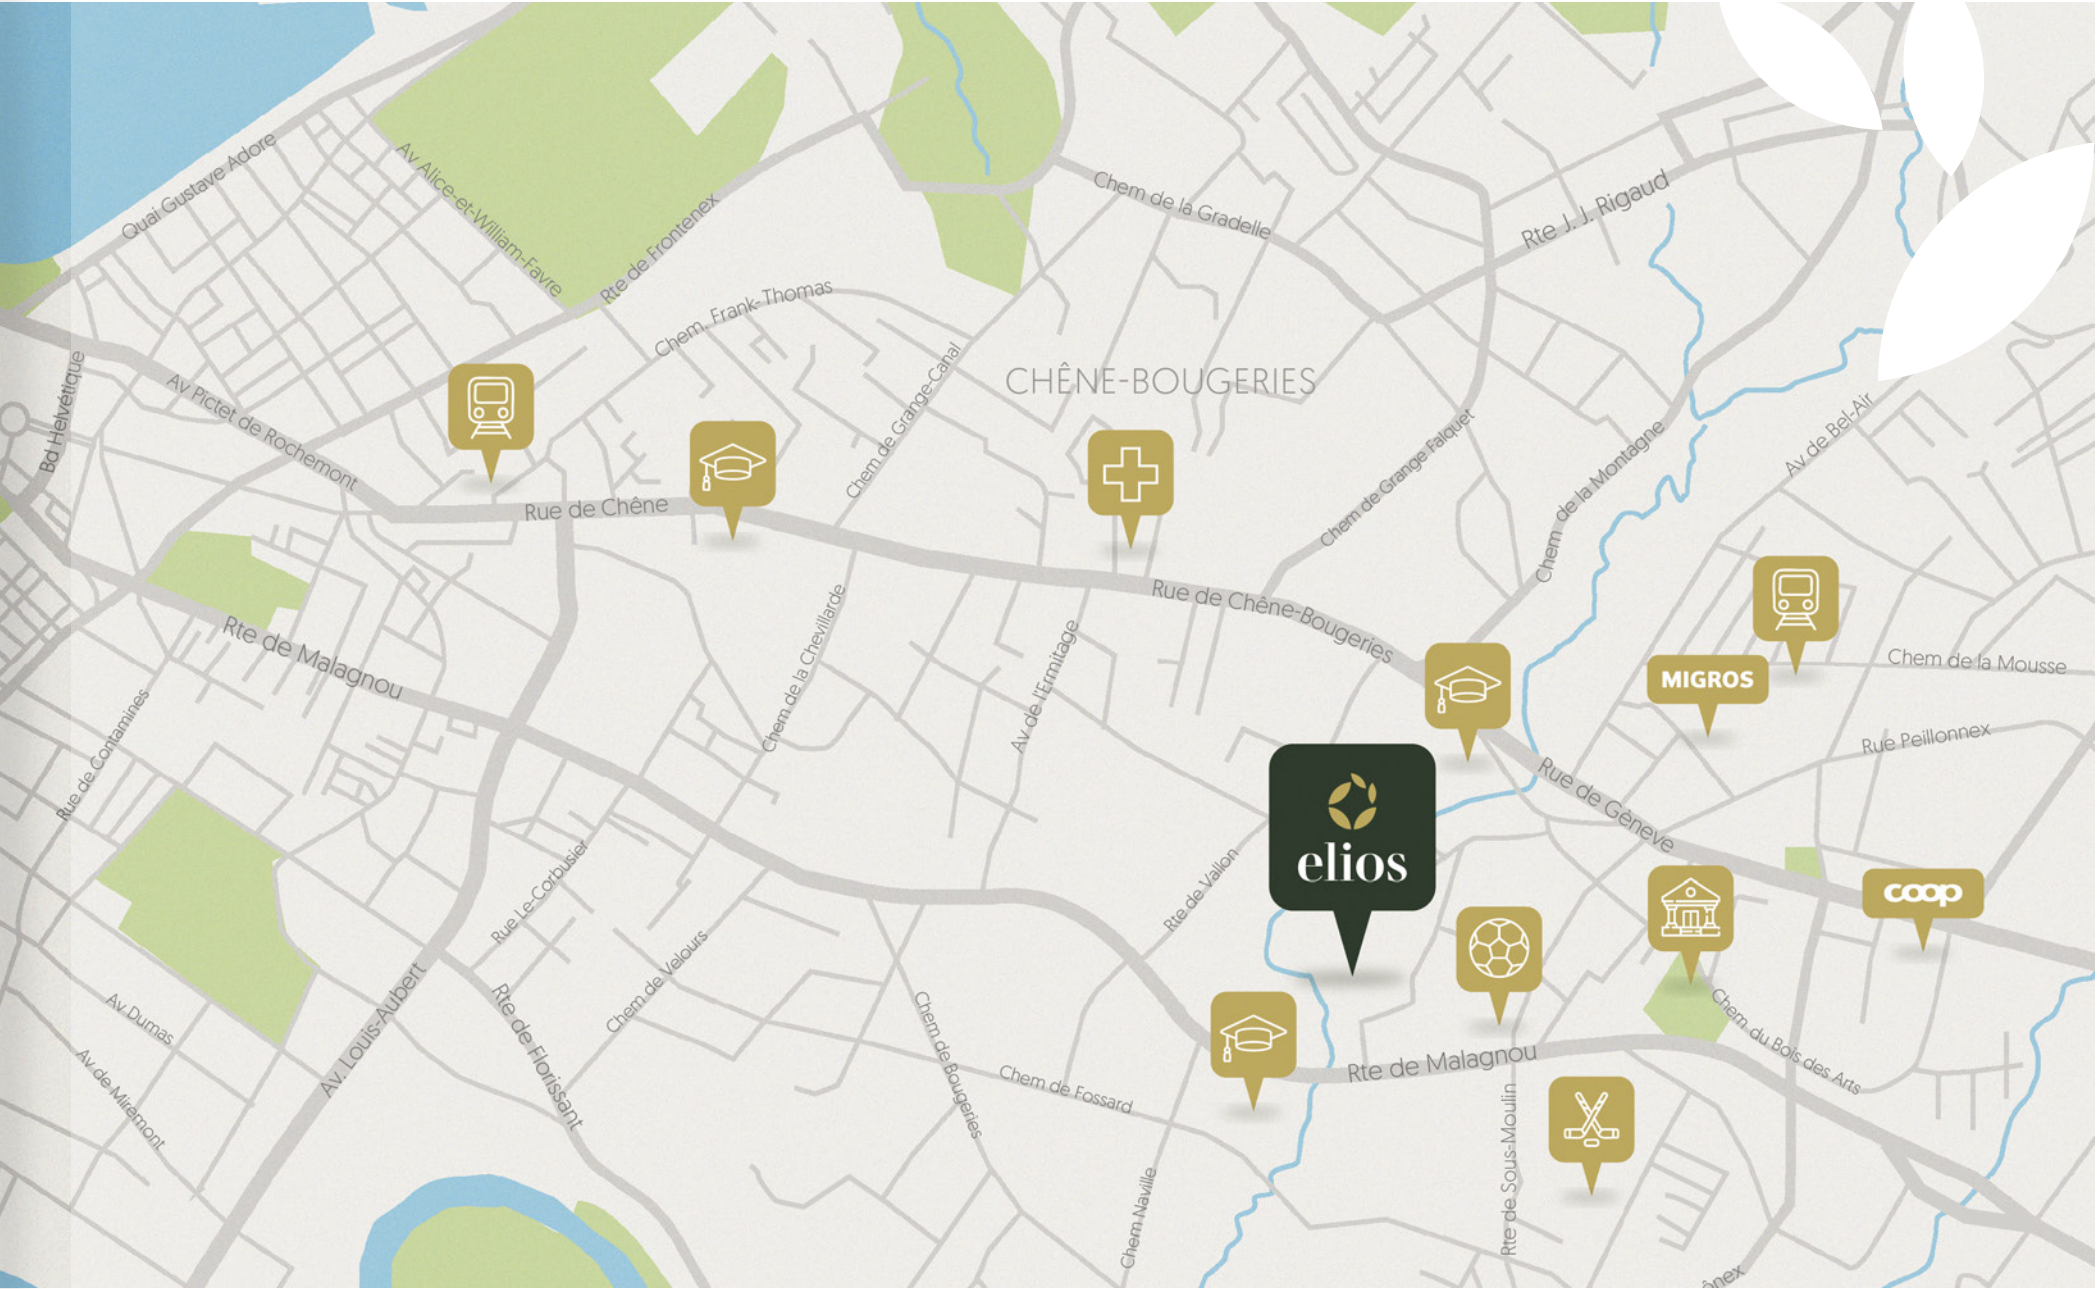 Quai Gustave Adore
Av Alice-et-William-Favre
Rte de Frontenex
Chem de la Gradelle
Rte J. J. Rigaud
Chem. Frank-Thomas
CHÊNE-BOUGERIES
Bd Helvétique
Av Pictet de Rochemont
Chem de Grange-Canal
Chem de Grange Falquet
Chem de la Montagne
Av de Bel-Air
Rue de Chêne
Rue de Chêne-Bougeries
Rte de Malagnou
Chem de la Chevillarde
Av de l'Ermitage
MIGROS
Chem de la Mousse
Rue Peillonnex
Rue de Contamines
Rue de Genève
elios
Rue Le-Corbusier
Rte de Vallon
coop
Chem de Velours
Av Dumas
Av. Louis-Aubert
Rte de Florissant
Chem de Bougeries
Av de Miremont
Chem de Fossard
Rte de Malagnou
Chem du Bois des Arts
Rte de Sous-Moulin
Chem Naville